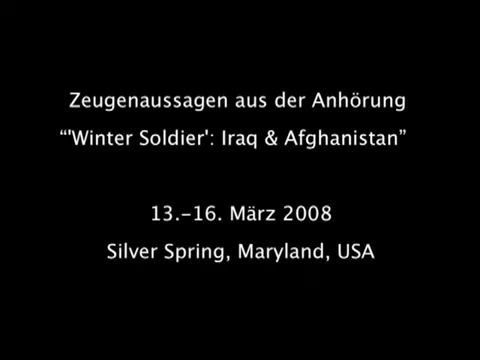 Zeugenaussagen aus der Anhörung
“'Winter Soldier': Iraq & Afghanistan”
13.-16. März 2008
Silver Spring, Maryland, USA